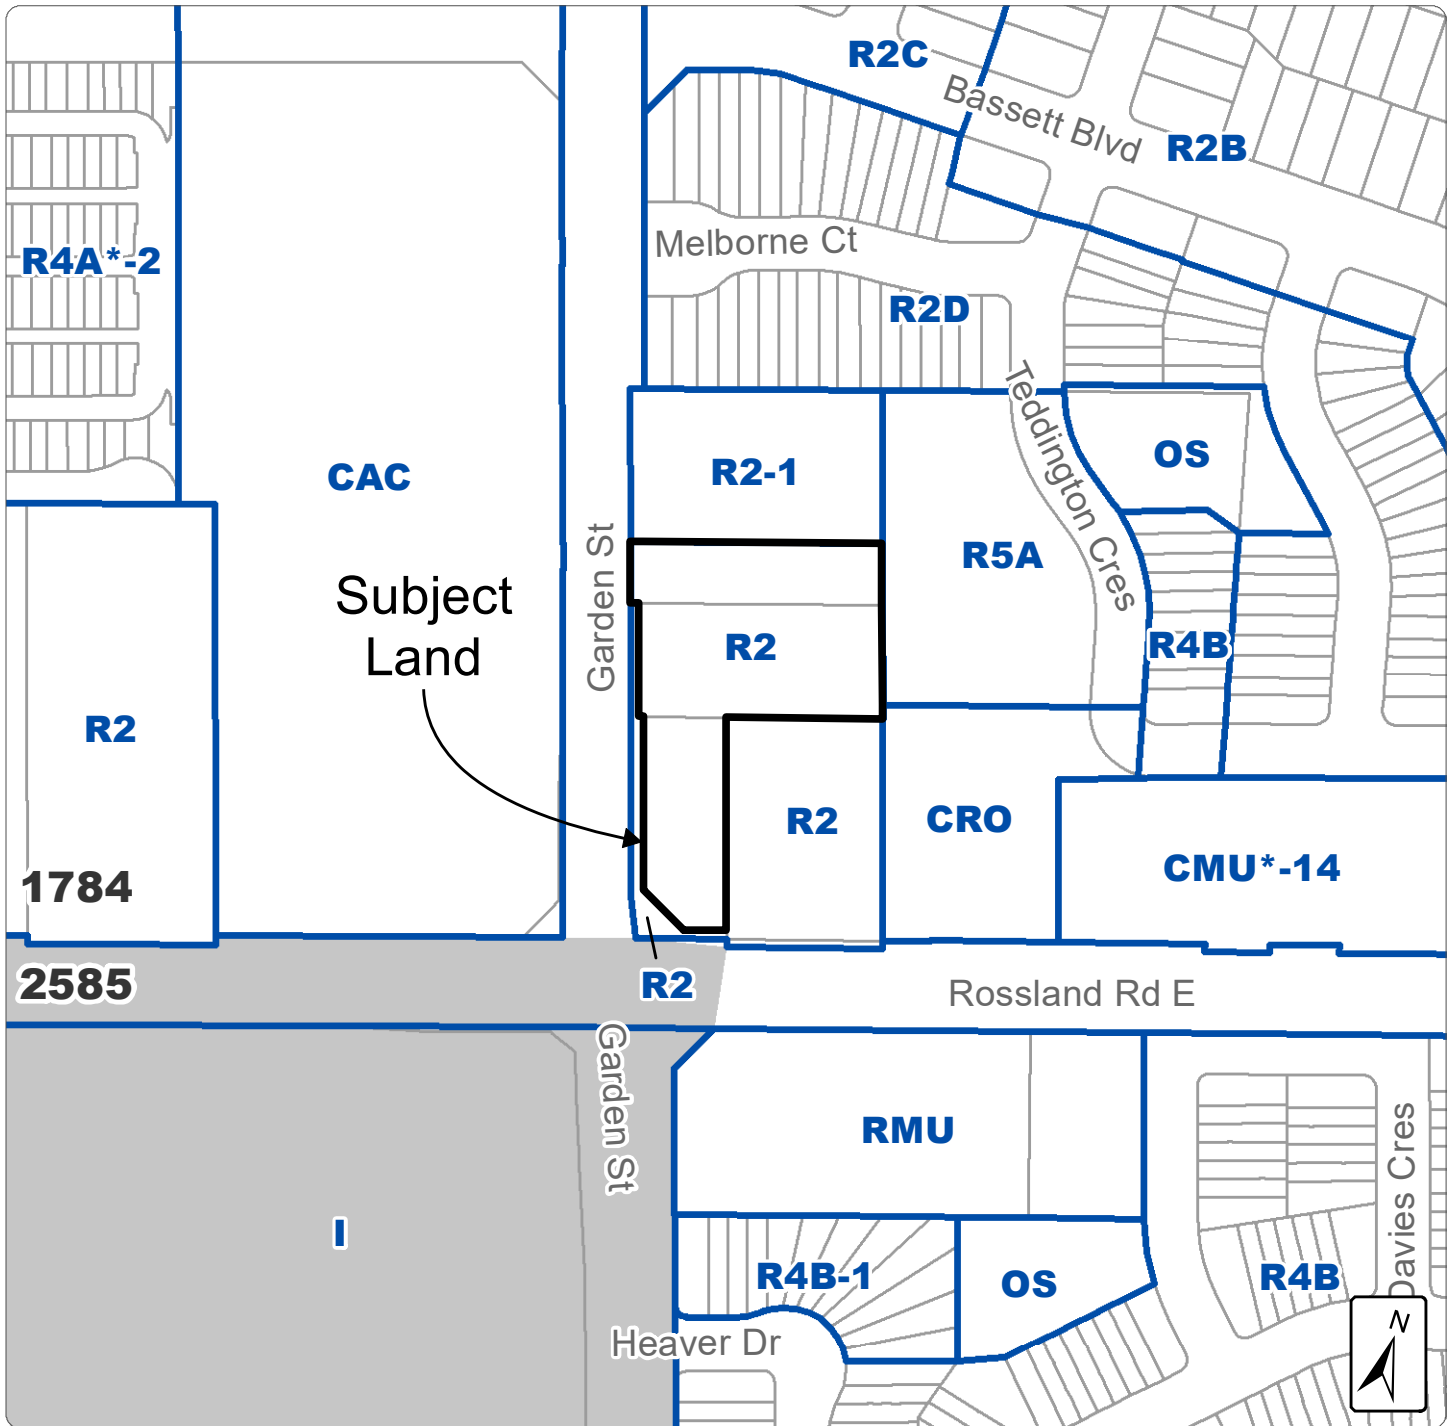 R2C
Bassett Blvd
R2B
Melborne Ct
R4A*-2
R2D
Teddington Cres
OS
CAC
R2-1
Garden St
R5A
Subject
Land
R2
R4B
R2
R2
CRO
CMU*-14
1784
2585
R2
Rossland Rd E
Garden St
RMU
Davies Cres
I
R4B-1
OS
R4B
Heaver Dr
N